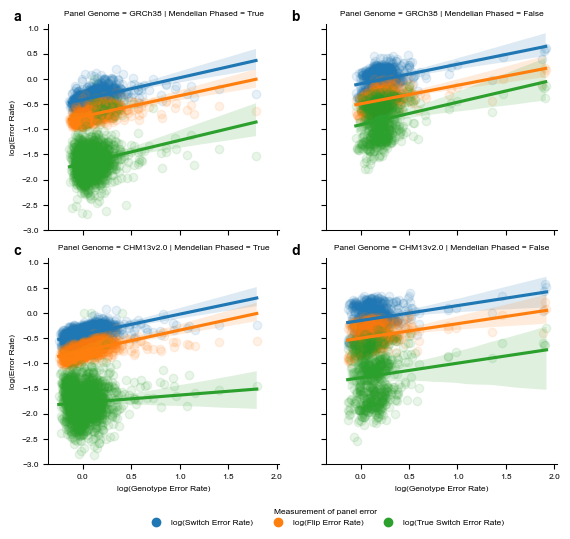 a
Panel Genome = GRCh38 | Mendelian Phased = True
b
Panel Genome = GRCh38 | Mendelian Phased = False
1.0
0.5
0.0
−0.5
−1.0
−1.5
−2.0
−2.5
−3.0
log(Error Rate)
c
Panel Genome = CHM13v2.0 | Mendelian Phased = True
d
Panel Genome = CHM13v2.0 | Mendelian Phased = False
1.0
0.5
0.0
−0.5
−1.0
−1.5
−2.0
−2.5
−3.0
log(Error Rate)
0.0 0.5 1.0 1.5 2.0
0.0 0.5 1.0 1.5 2.0
log(Genotype Error Rate)
log(Genotype Error Rate)
Measurement of panel error
log(Switch Error Rate) log(Flip Error Rate) log(True Switch Error Rate)